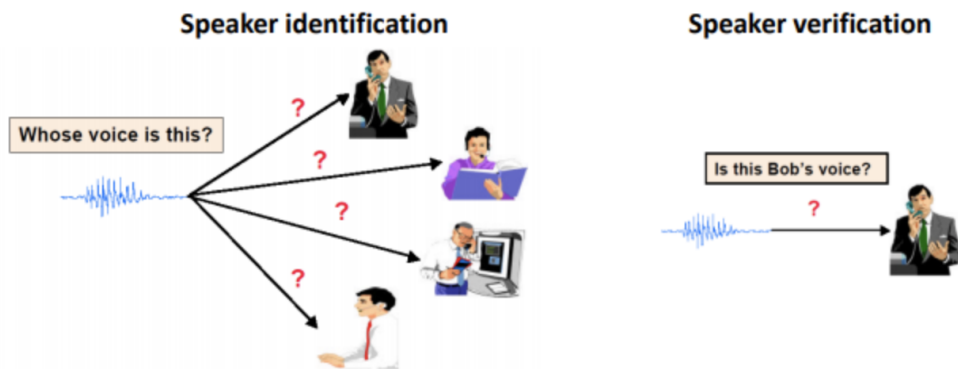 Speaker identification
Whose voice is this?
?
?
?
?
Speaker verification
Is this Bob's voice?
?